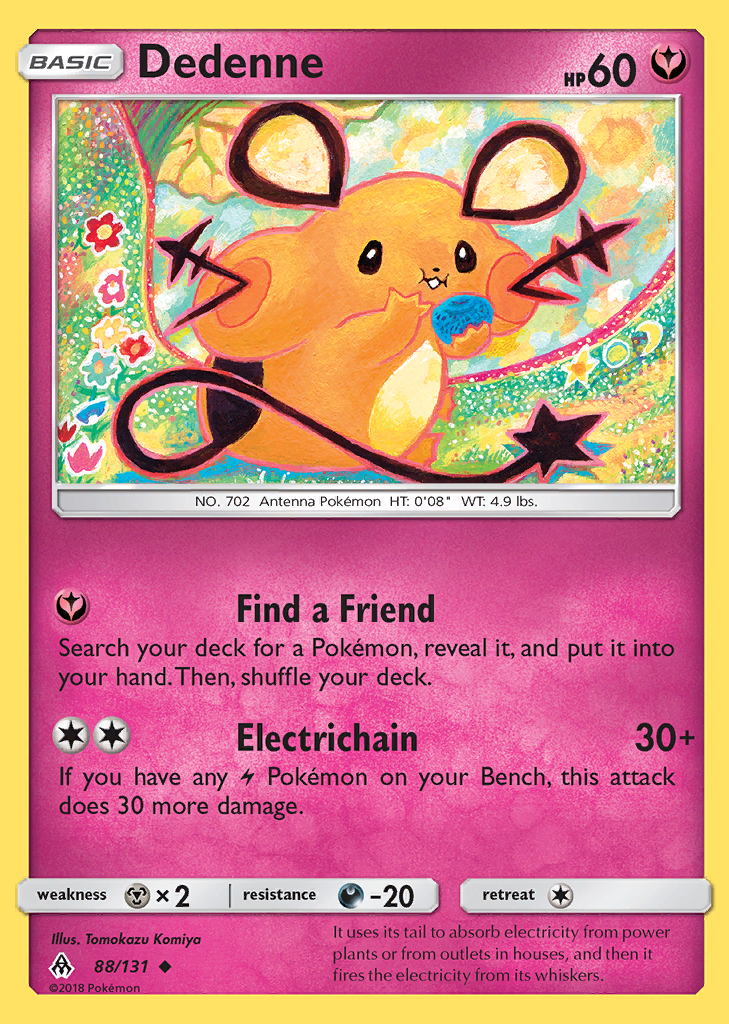 BASIC Dedenne HP60
NO. 702 Antenna Pokémon HT: 0'08" WT: 4.9 lbs.
Find a Friend
Search your deck for a Pokémon, reveal it, and put it into
your hand. Then, shuffle your deck.
Electrichain 30+
If you have any Pokémon on your Bench, this attack
does 30 more damage.
weakness ×2 resistance -20 retreat
Illus. Tomokazu Komiya
88/131
©2018 Pokémon
It uses its tail to absorb electricity from power
plants or from outlets in houses, and then it
fires the electricity from its whiskers.